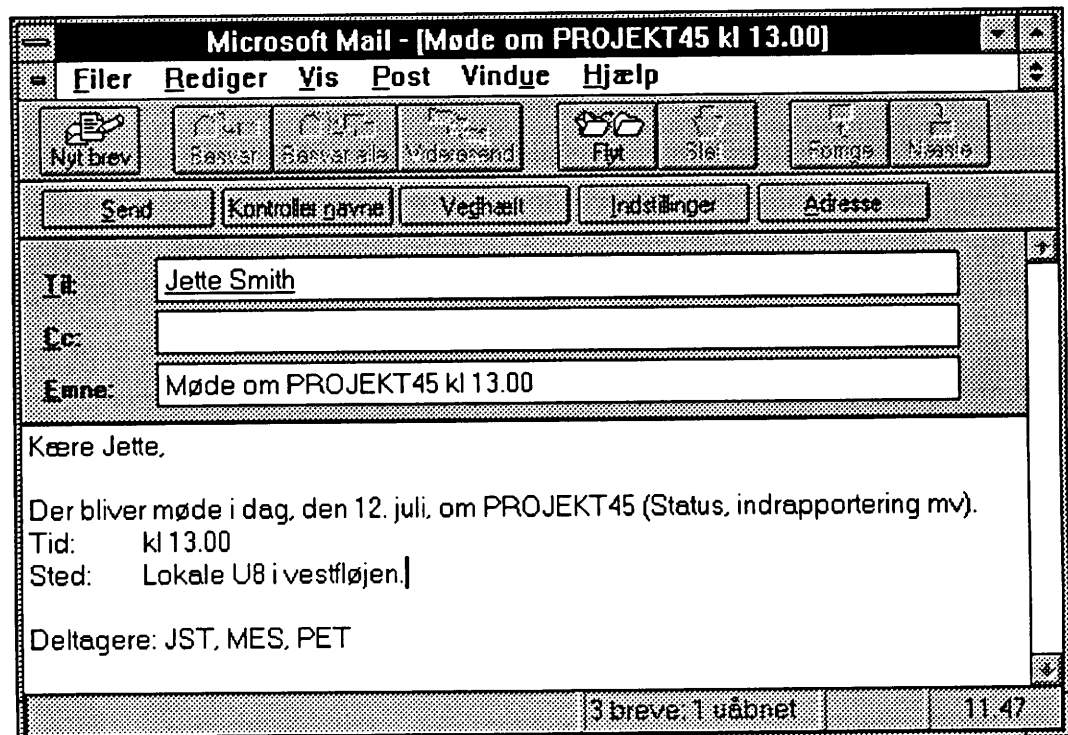 Microsoft Mail - [Møde om PROJEKT45 kl 13.00]
Filer Rediger Vis Post Vindue Hjælp
Nyt brev Besvar Besvar alle Videresend Flyt Slet Forrige Næste
Send Kontroller navne Vedhæft Indstillinger Adresse
Til: Jette Smith
Cc:
Emne: Møde om PROJEKT45 kl 13.00
Kære Jette,
Der bliver møde i dag, den 12. juli, om PROJEKT45 (Status, indrapportering mv).
Tid: kl 13.00
Sted: Lokale U8 i vestfløjen.
Deltagere: JST, MES, PET
3 breve; 1 uåbnet 11.47